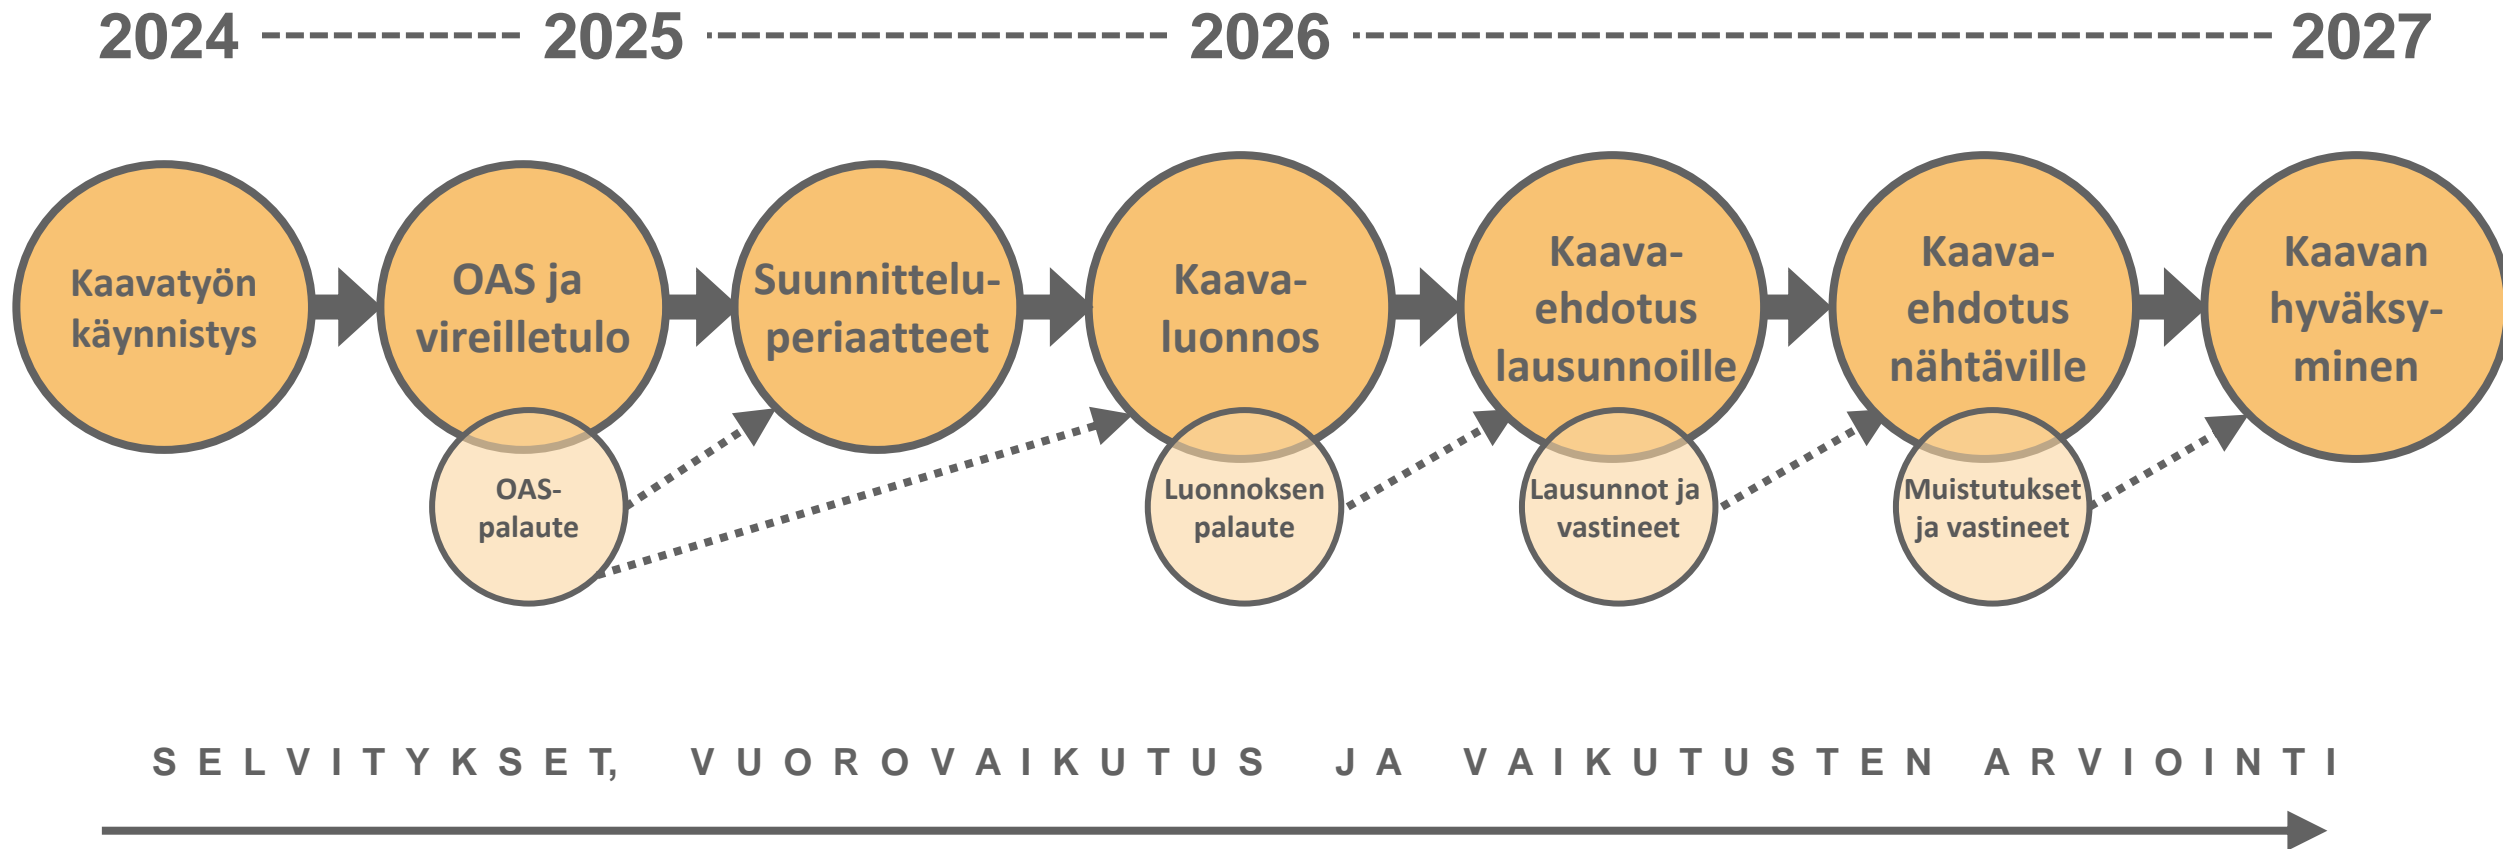 2024 2025 2026 2027
Kaavatyön
käynnistys
OAS ja
vireilletulo
Suunnittelu-
periaatteet
Kaava-
luonnos
Kaava-
ehdotus
lausunnoille
Kaava-
ehdotus
nähtäville
Kaavan
hyväksy-
minen
OAS-
palaute
Luonnoksen
palaute
Lausunnot ja
vastineet
Muistutukset
ja vastineet
SELVITYKSET, VUOROVAIKUTUS JA VAIKUTUSTEN ARVIOINTI